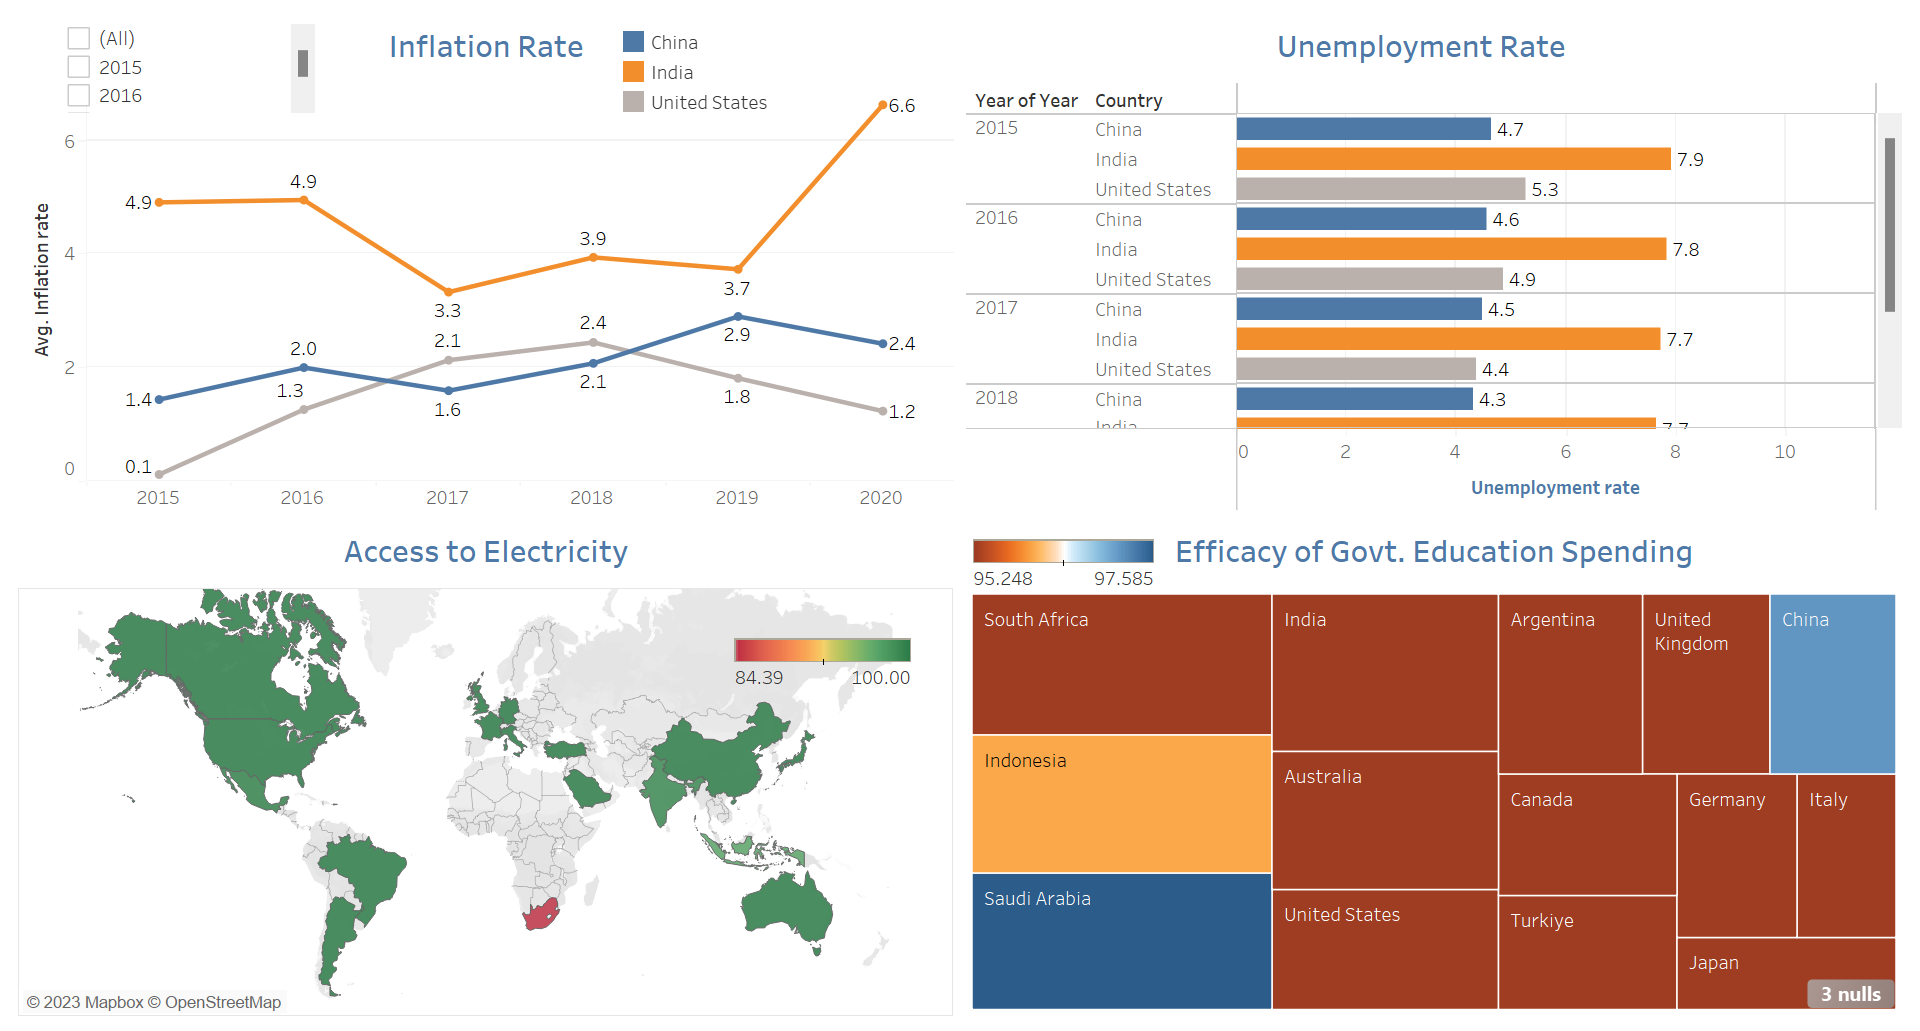 (All)
2015
2016
Inflation Rate
China
India
United States
Avg. Inflation rate
6
4
2
0
4.9
4.9
3.3
3.9
3.7
6.6
1.4
2.0
1.6
2.1
2.9
2.4
0.1
1.3
2.1
2.4
1.8
1.2
2015
2016
2017
2018
2019
2020
Unemployment Rate
Year of Year Country
2015 China 4.7
India 7.9
United States 5.3
2016 China 4.6
India 7.8
United States 4.9
2017 China 4.5
India 7.7
United States 4.4
2018 China 4.3
India 7.7
0 2 4 6 8 10
Unemployment rate
Access to Electricity
84.39 100.00
© 2023 Mapbox © OpenStreetMap
Efficacy of Govt. Education Spending
95.248 97.585
South Africa
Indonesia
Saudi Arabia
India
Australia
United States
Argentina
United
Kingdom
China
Canada
Turkiye
Germany
Italy
Japan
3 nulls